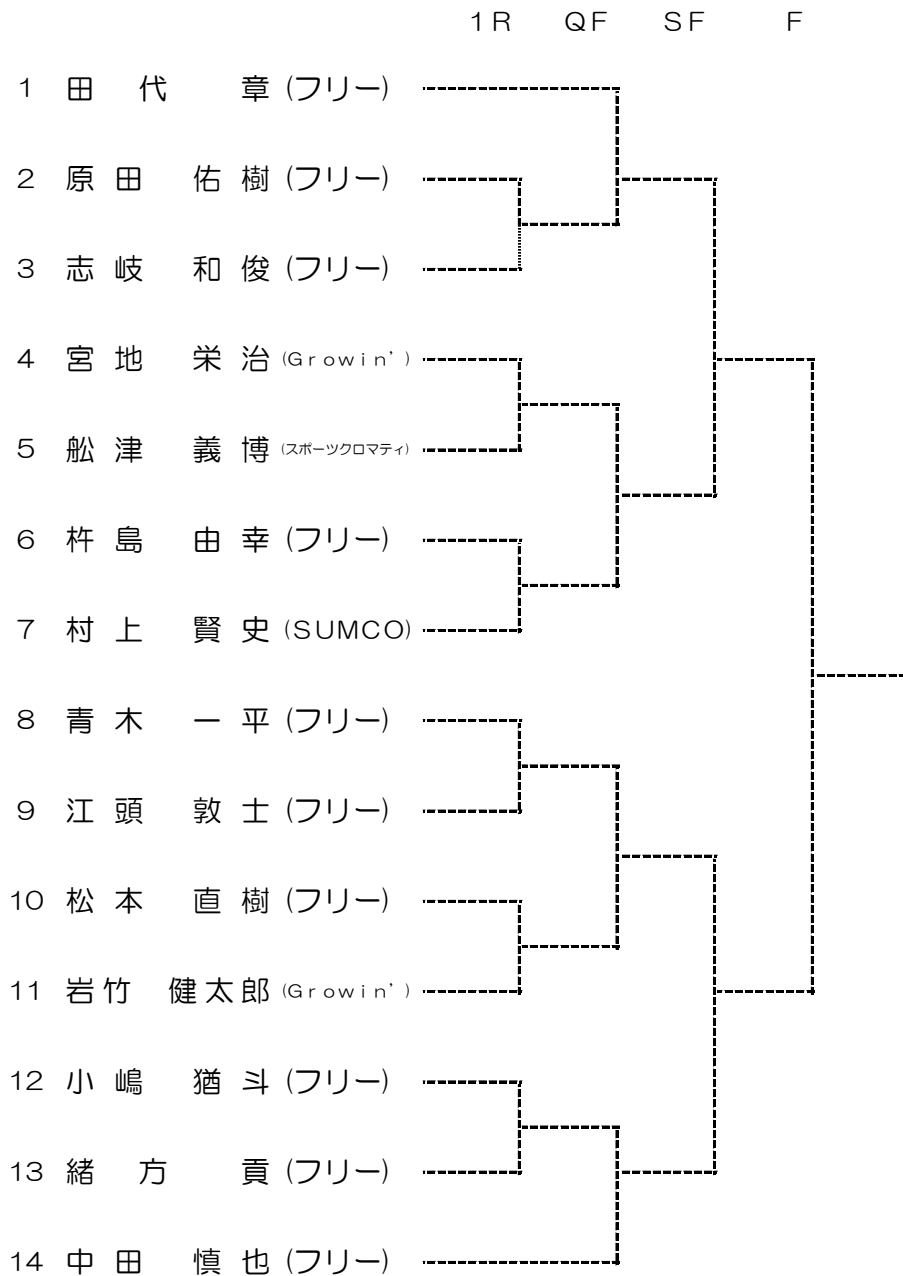 1R QF SF F
1 田代 章 (フリー)
2 原田 佑樹 (フリー)
3 志岐 和俊 (フリー)
4 宮地 栄治 (Growin')
5 舩津 義博 (スポーツクロマティ)
6 杵島 由幸 (フリー)
7 村上 賢史 (SUMCO)
8 青木 一平 (フリー)
9 江頭 敦士 (フリー)
10 松本 直樹 (フリー)
11 岩竹 健太郎 (Growin')
12 小嶋 猶斗 (フリー)
13 緒方 貢 (フリー)
14 中田 慎也 (フリー)